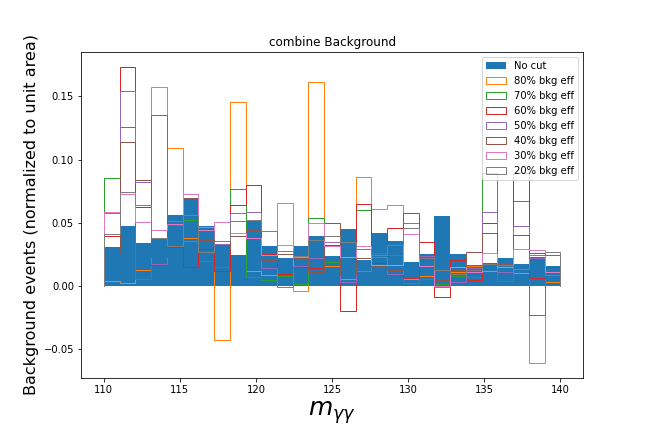 combine Background
Background events (normalized to unit area)
0.15
0.10
0.05
0.00
−0.05
110
115
120
125
130
135
140
mγγ
No cut
80% bkg eff
70% bkg eff
60% bkg eff
50% bkg eff
40% bkg eff
30% bkg eff
20% bkg eff